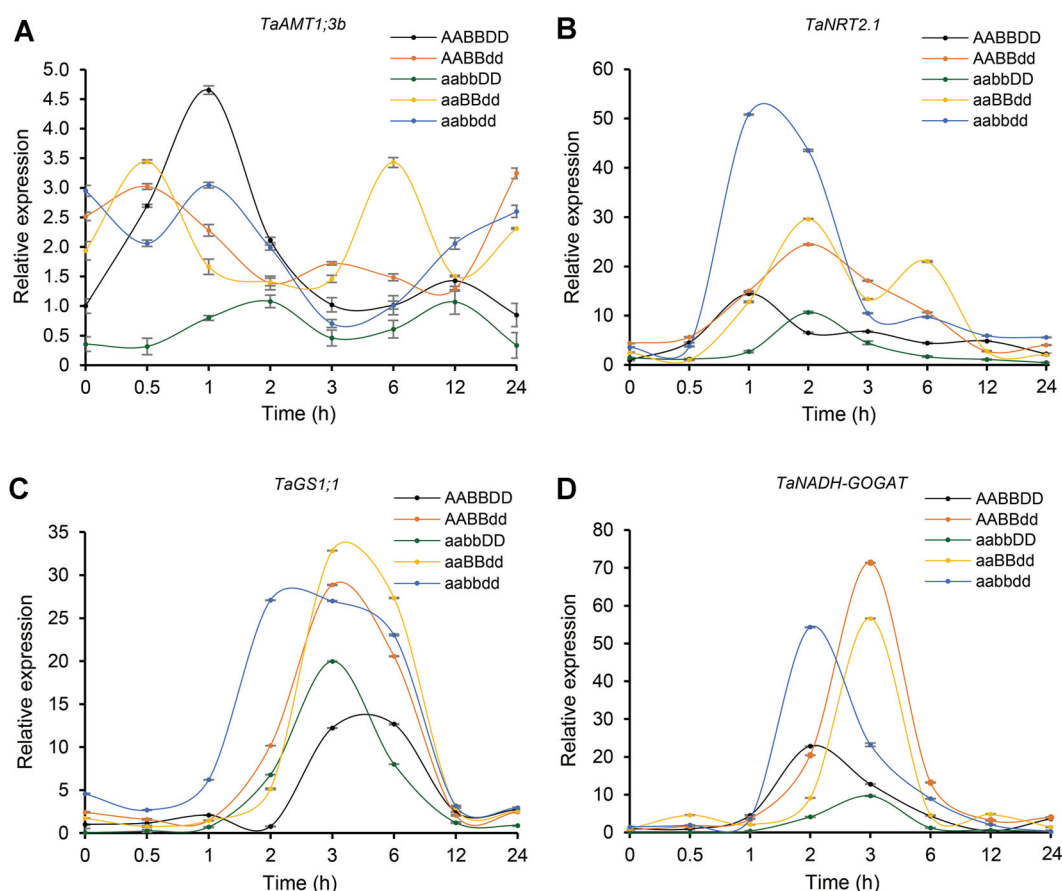 A
TaAMT1;3b
AABBDD
AABBdd
aabbDD
aaBBdd
aabbdd
5.0
4.5
4.0
3.5
3.0
2.5
2.0
1.5
1.0
0.5
0
Relative expression
0 0.5 1 2 3 6 12 24
Time (h)
B
TaNRT2.1
AABBDD
AABBdd
aabbDD
aaBBdd
aabbdd
60
50
40
30
20
10
0
Relative expression
0 0.5 1 2 3 6 12 24
Time (h)
C
TaGS1;1
AABBDD
AABBdd
aabbDD
aaBBdd
aabbdd
35
30
25
20
15
10
5
0
Relative expression
0 0.5 1 2 3 6 12 24
Time (h)
D
TaNADH-GOGAT
AABBDD
AABBdd
aabbDD
aaBBdd
aabbdd
80
70
60
50
40
30
20
10
0
Relative expression
0 0.5 1 2 3 6 12 24
Time (h)